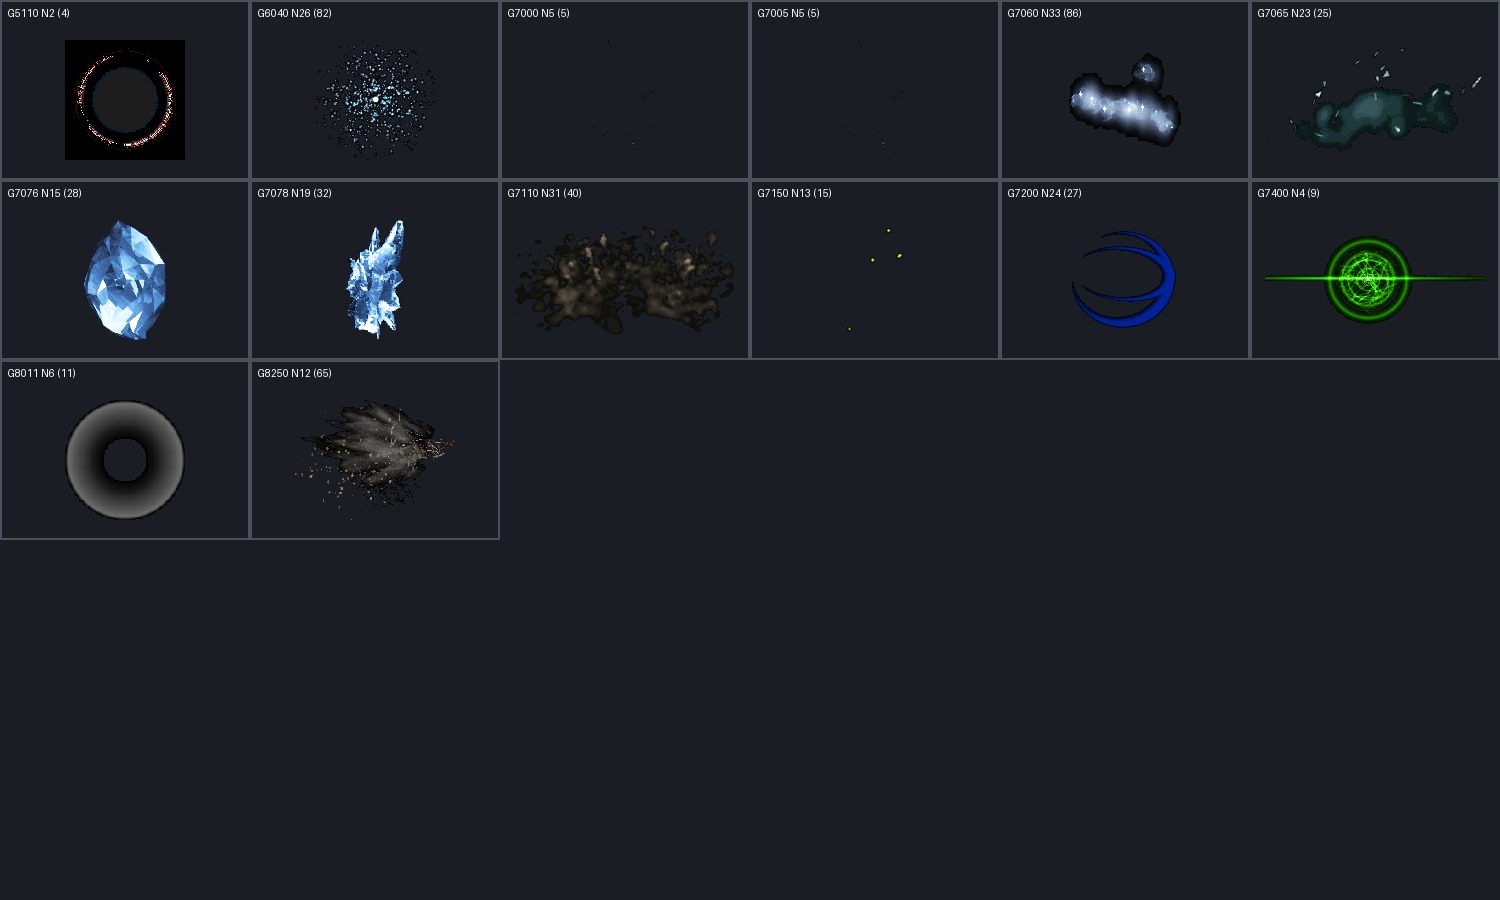 G5110 N2 (4)
G6040 N26 (82)
G7000 N5 (5)
G7005 N5 (5)
G7060 N33 (86)
G7065 N23 (25)
G7076 N15 (28)
G7078 N19 (32)
G7110 N31 (40)
G7150 N13 (15)
G7200 N24 (27)
G7400 N4 (9)
G8011 N6 (11)
G8250 N12 (65)